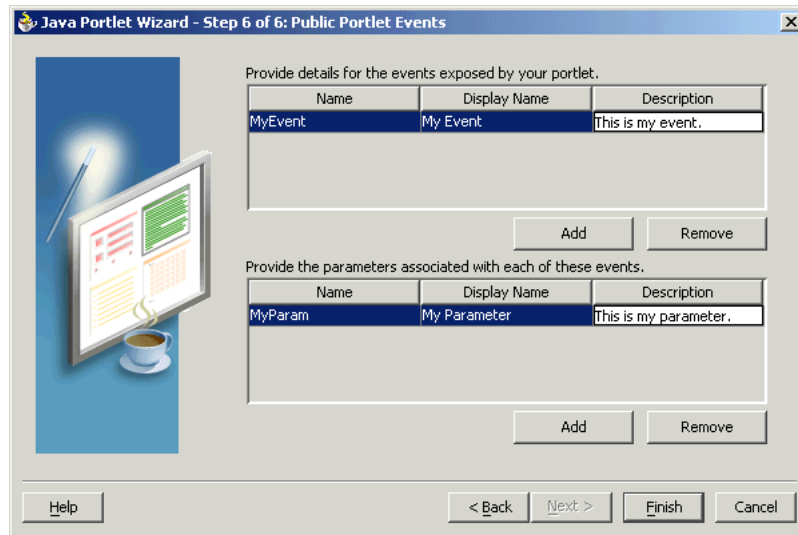 Java Portlet Wizard - Step 6 of 6: Public Portlet Events
Provide details for the events exposed by your portlet.
Name Display Name Description
MyEvent My Event This is my event.
Add Remove
Provide the parameters associated with each of these events.
Name Display Name Description
MyParam My Parameter This is my parameter.
Add Remove
Help < Back Next > Finish Cancel